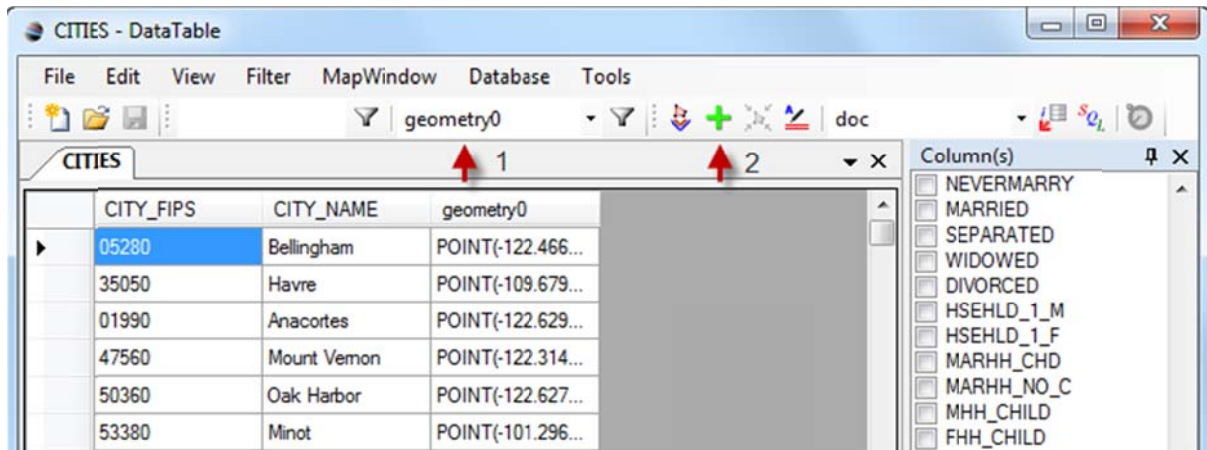 CITIES - DataTable
File Edit View Filter MapWindow Database Tools
geometry0 doc SQL
1 2
CITIES
Column(s)
CITY_FIPS CITY_NAME geometry0
05280 Bellingham POINT(-122.466...
35050 Havre POINT(-109.679...
01990 Anacortes POINT(-122.629...
47560 Mount Vernon POINT(-122.314...
50360 Oak Harbor POINT(-122.627...
53380 Minot POINT(-101.296...
NEVERMARRY
MARRIED
SEPARATED
WIDOWED
DIVORCED
HSEHLD_1_M
HSEHLD_1_F
MARHH_CHD
MARHH_NO_C
MHH_CHILD
FHH_CHILD